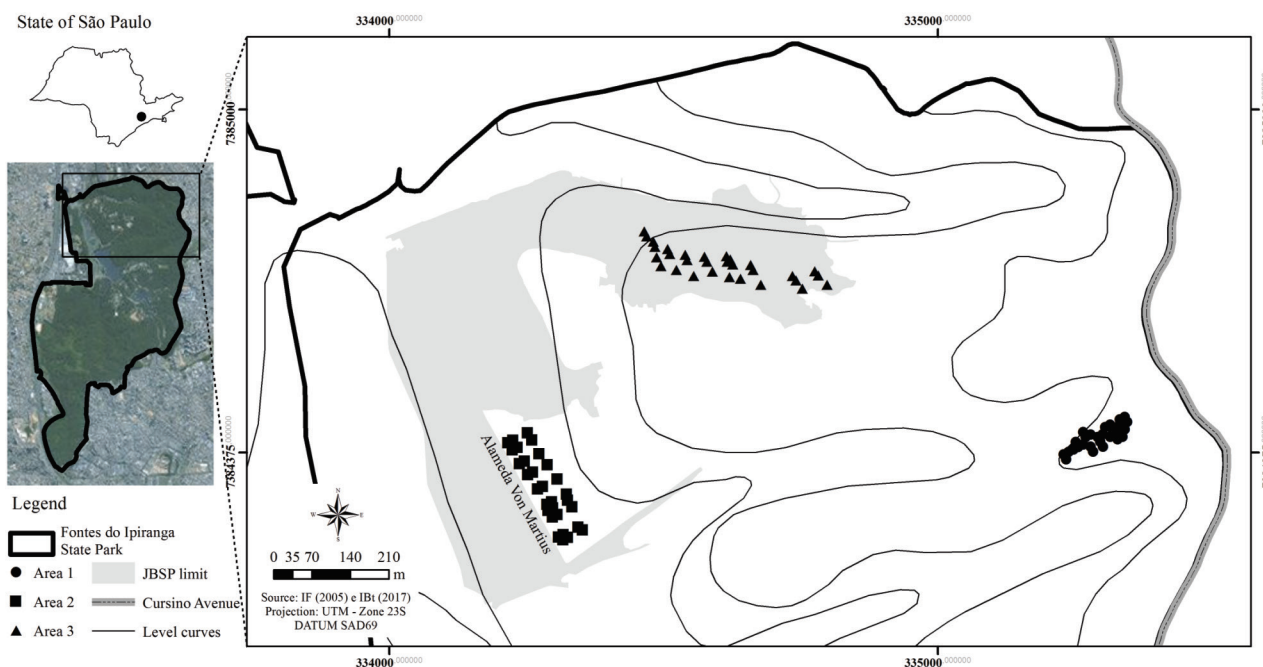 State of São Paulo
334000.000000
335000.000000
7385000
7384375.000000
Alameda Von Martius
N
W E
S
0 35 70 140 210
m
Source: IF (2005) e IBt (2017)
Projection: UTM - Zone 23S
DATUM SAD69
334000.000000
335000.000000
Legend
Fontes do Ipiranga
State Park
Area 1
JBSP limit
Area 2
Cursino Avenue
Area 3
Level curves